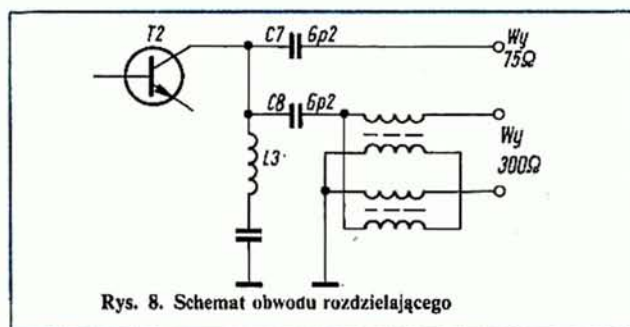 T2
C7 6p2
Wy
75Ω
C8 6p2
Wy
300Ω
L3
Rys. 8. Schemat obwodu rozdzielającego